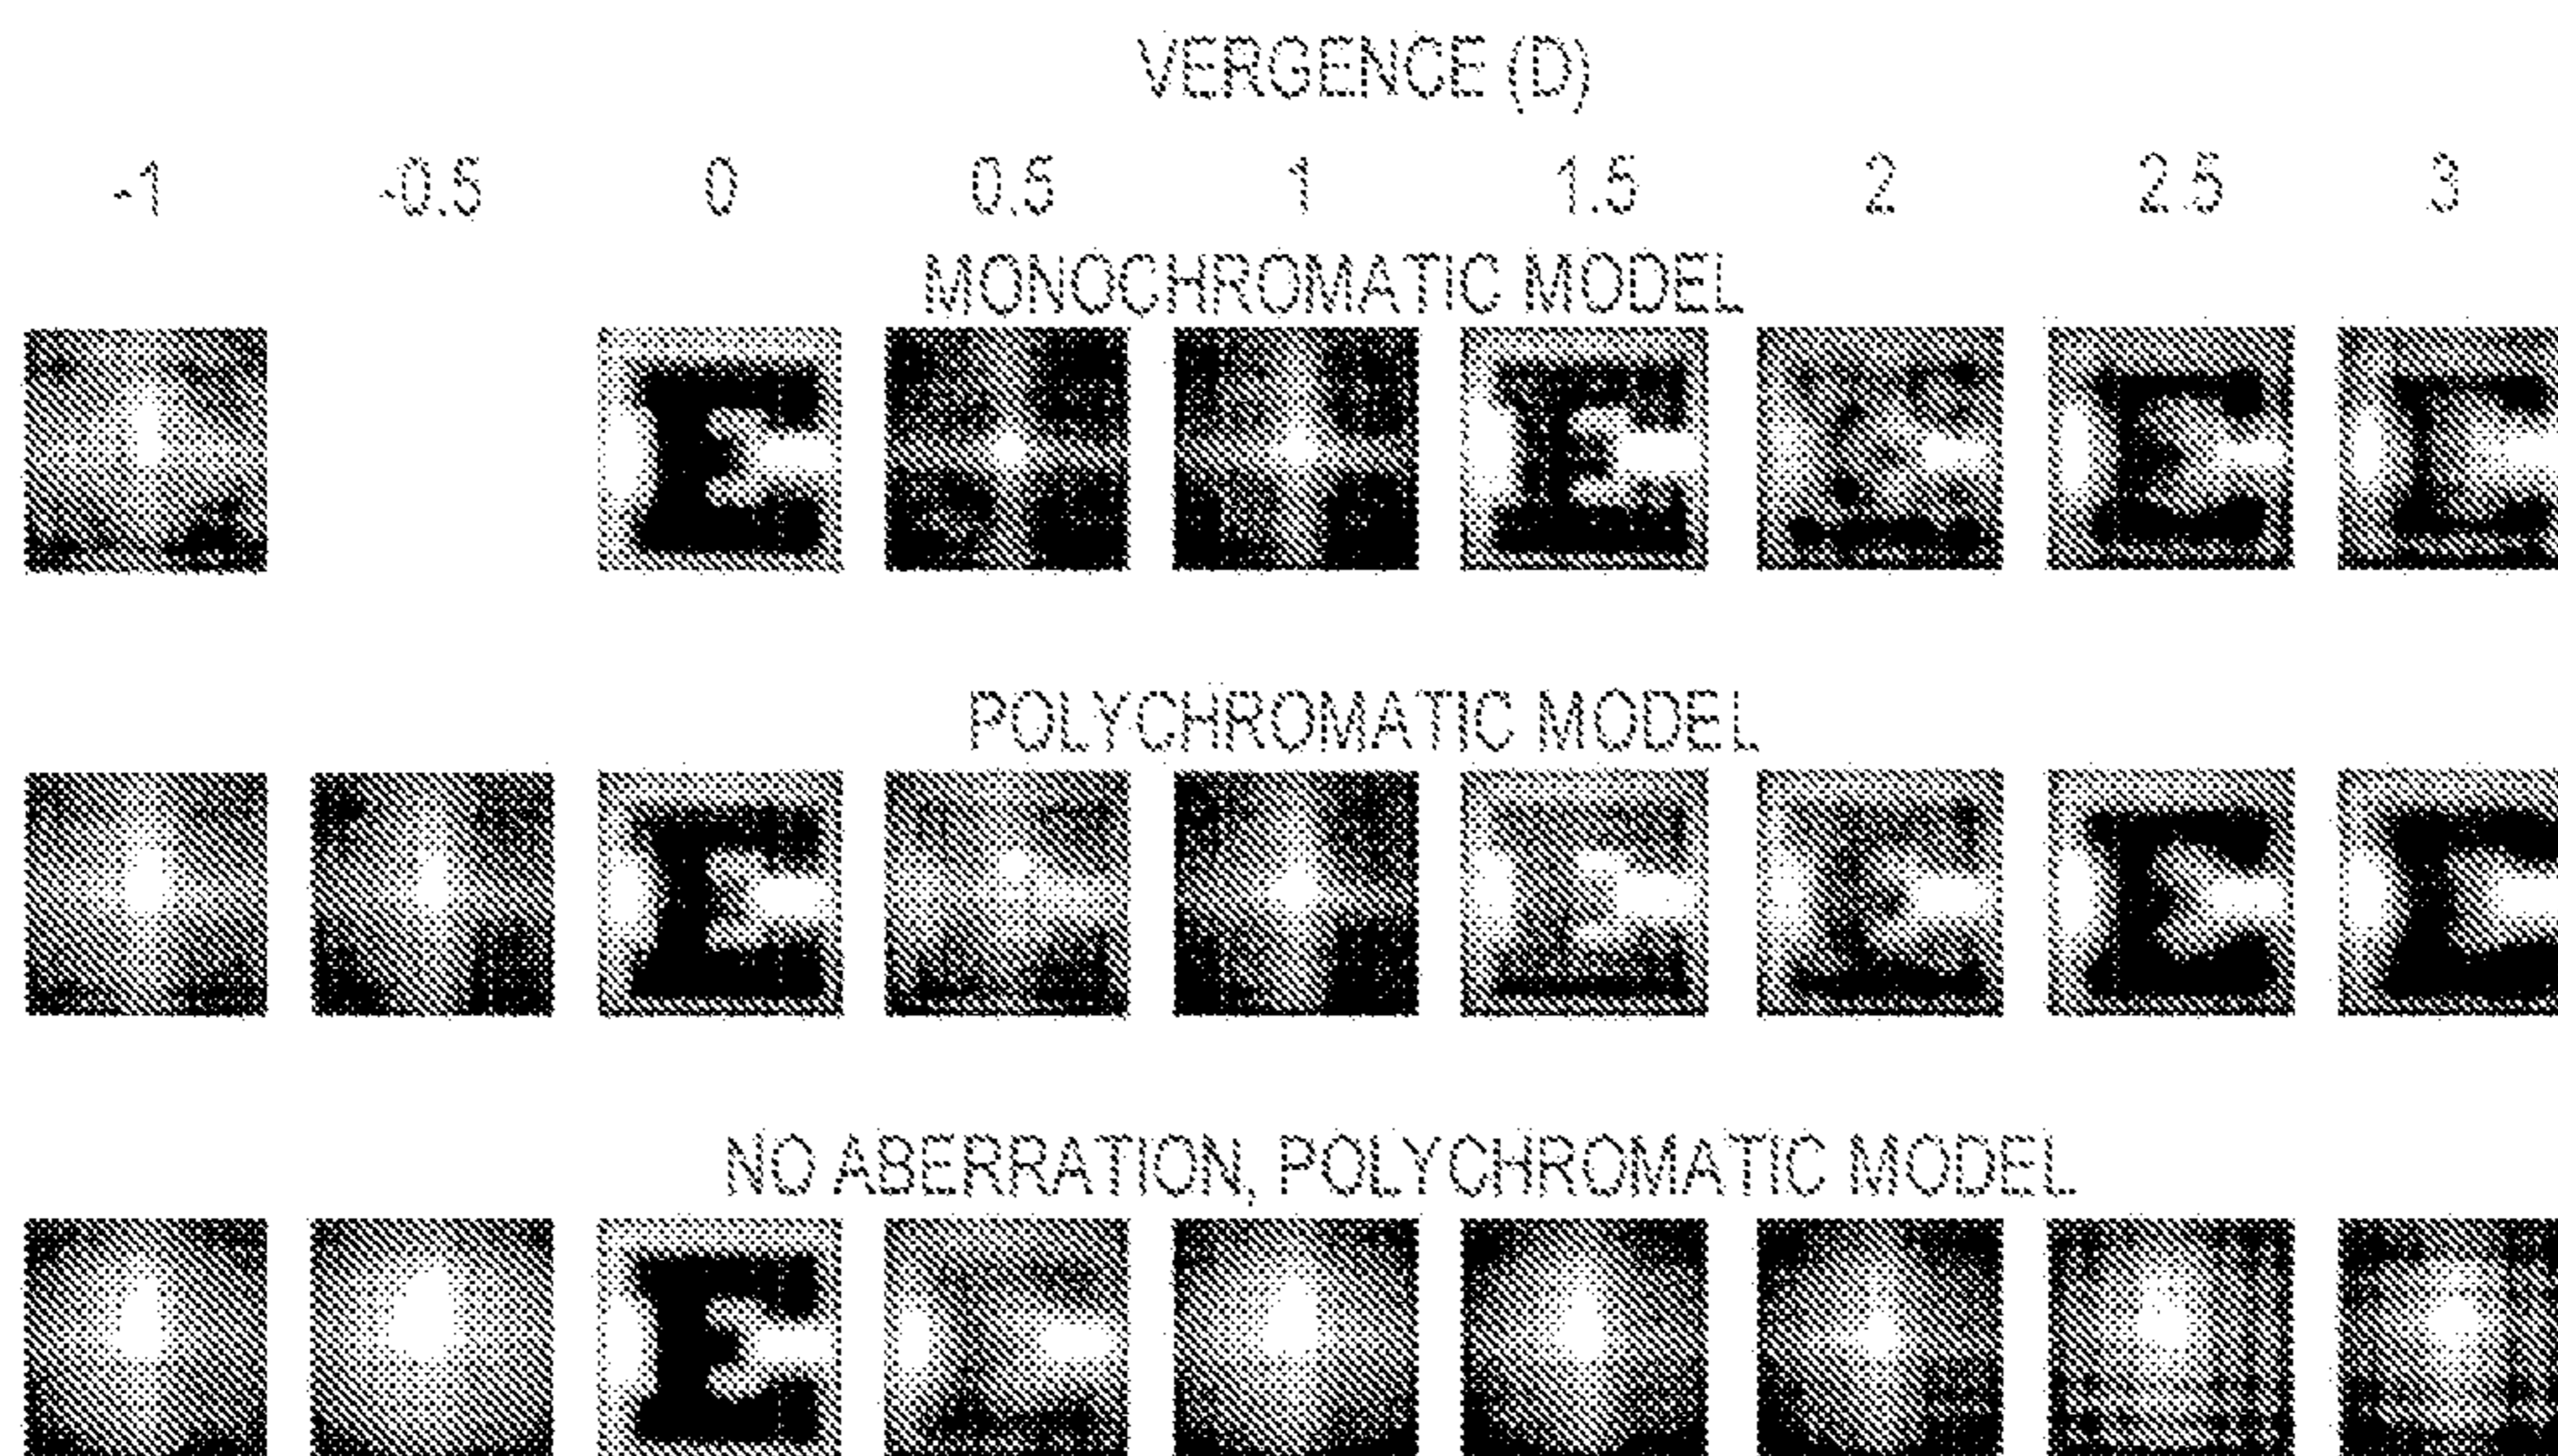 VERGENCE (D)
-1 -0.5 0 0.5 1 1.5 2 2.5 3
MONOCHROMATIC MODEL
E E E E E
POLYCHROMATIC MODEL
E E E E E
NO ABERRATION, POLYCHROMATIC MODEL
E E